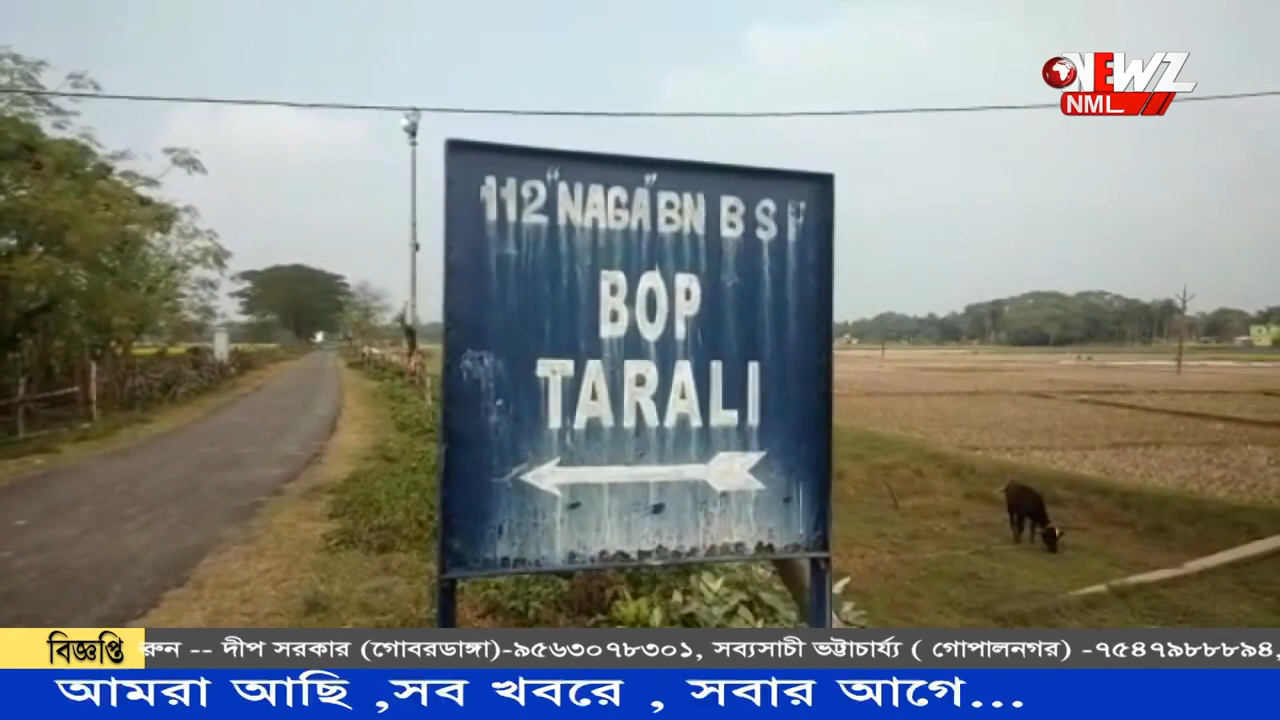 NEWZ
NML
112 "NAGA" BN BSF
BOP
TARALI
বিজ্ঞপ্তি
রুন -- দীপ সরকার (গোবরডাঙ্গা)-৯৫৬৩০৭৮৩০১, সব্যসাচী ভট্টাচার্য্য ( গোপালনগর) -৭৫৪৭৯৮৮৮৯৪,
আমরা আছি ,সব খবরে , সবার আগে...